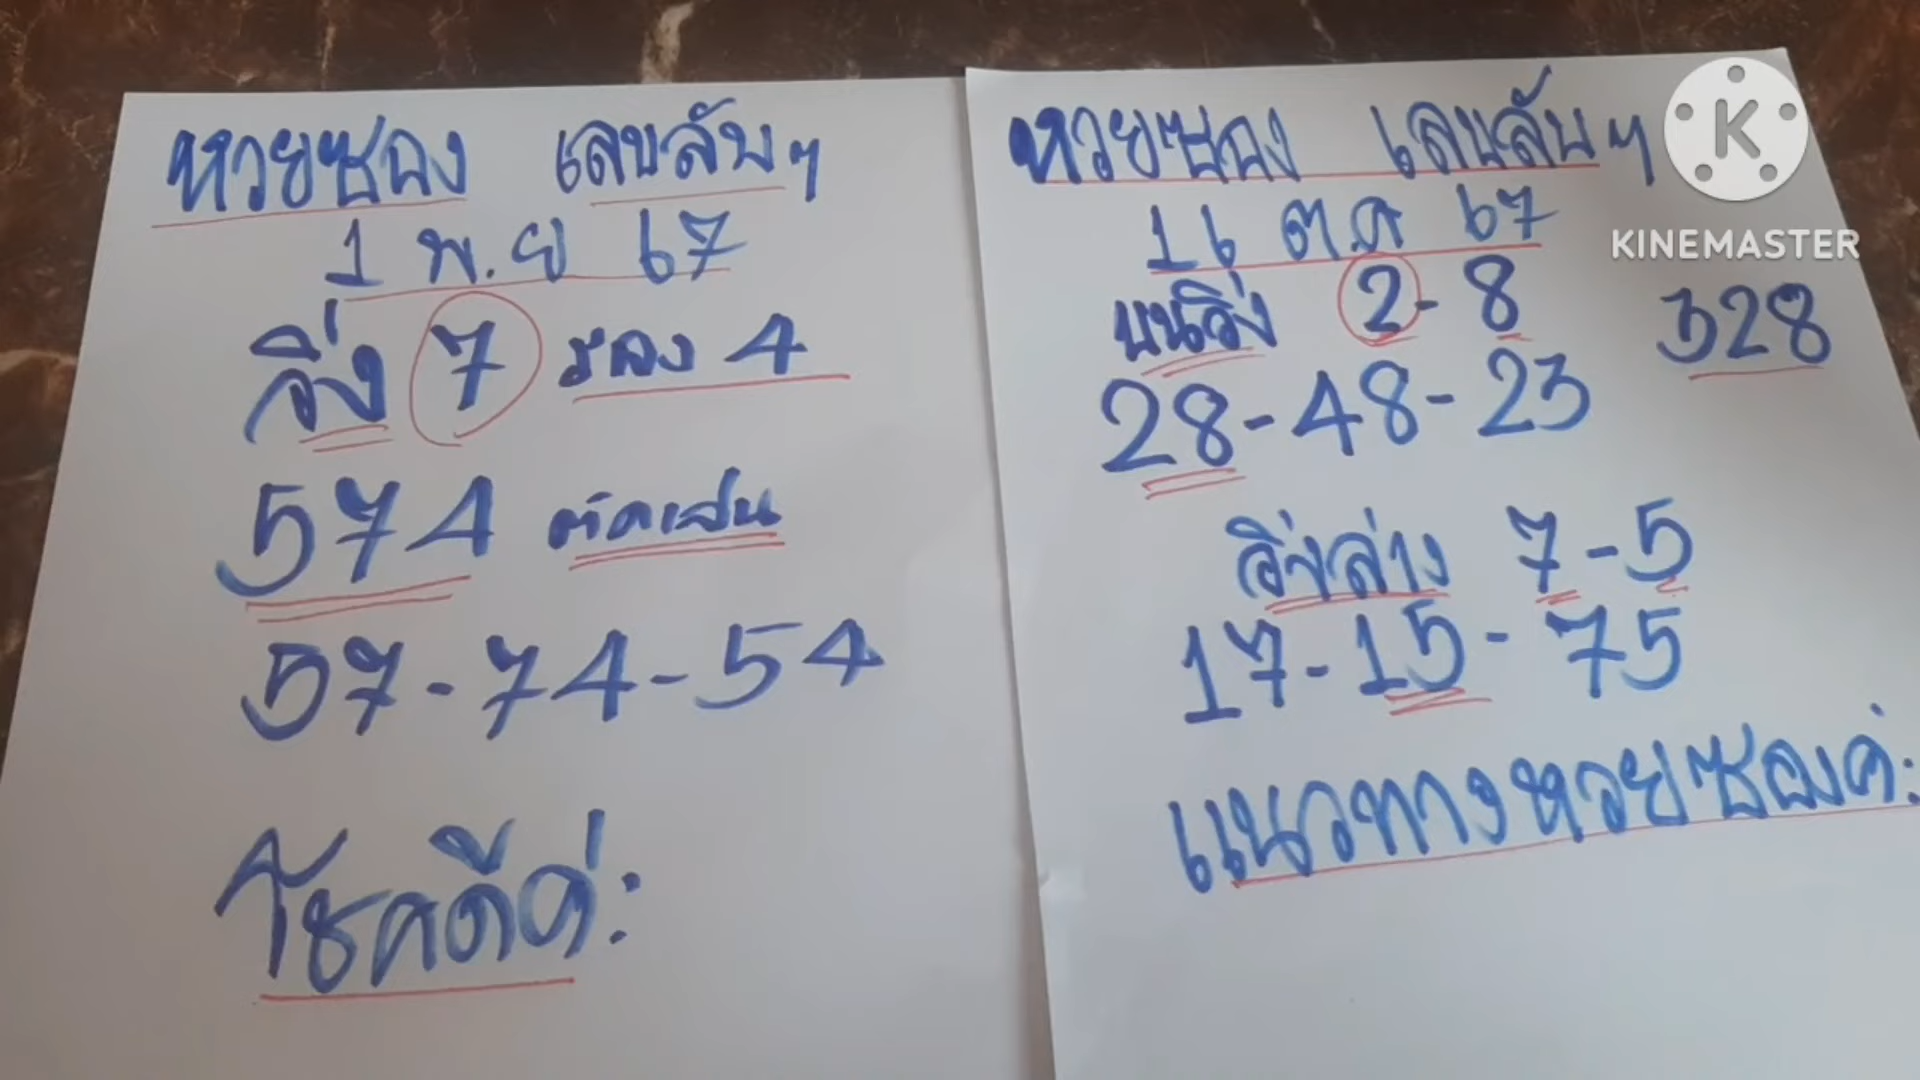 หวยซอง เลขลับๆ
1 พ.ย 67
วิ่ง 7 รอง 4
574 ตัดเส้น
57-74-54
โชคดีค่ะ
หวยซอง เลขลับๆ
16 ต.ค 67
บนวิ่ง 2-8 328
28-48-23
วิ่งล่าง 7-5
17-15-75
แนวทางหวยซองค่ะ
K
KINEMASTER